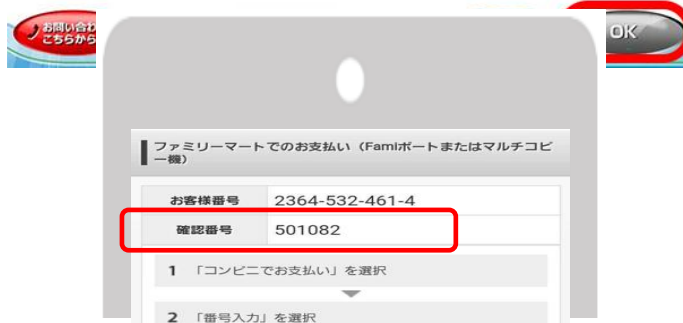 お問い合わ
こちらから
OK
ファミリーマートでのお支払い（Famiポートまたはマルチコピ
ー機）
お客様番号 2364-532-461-4
確認番号 501082
1 「コンビニでお支払い」を選択
2 「番号入力」を選択